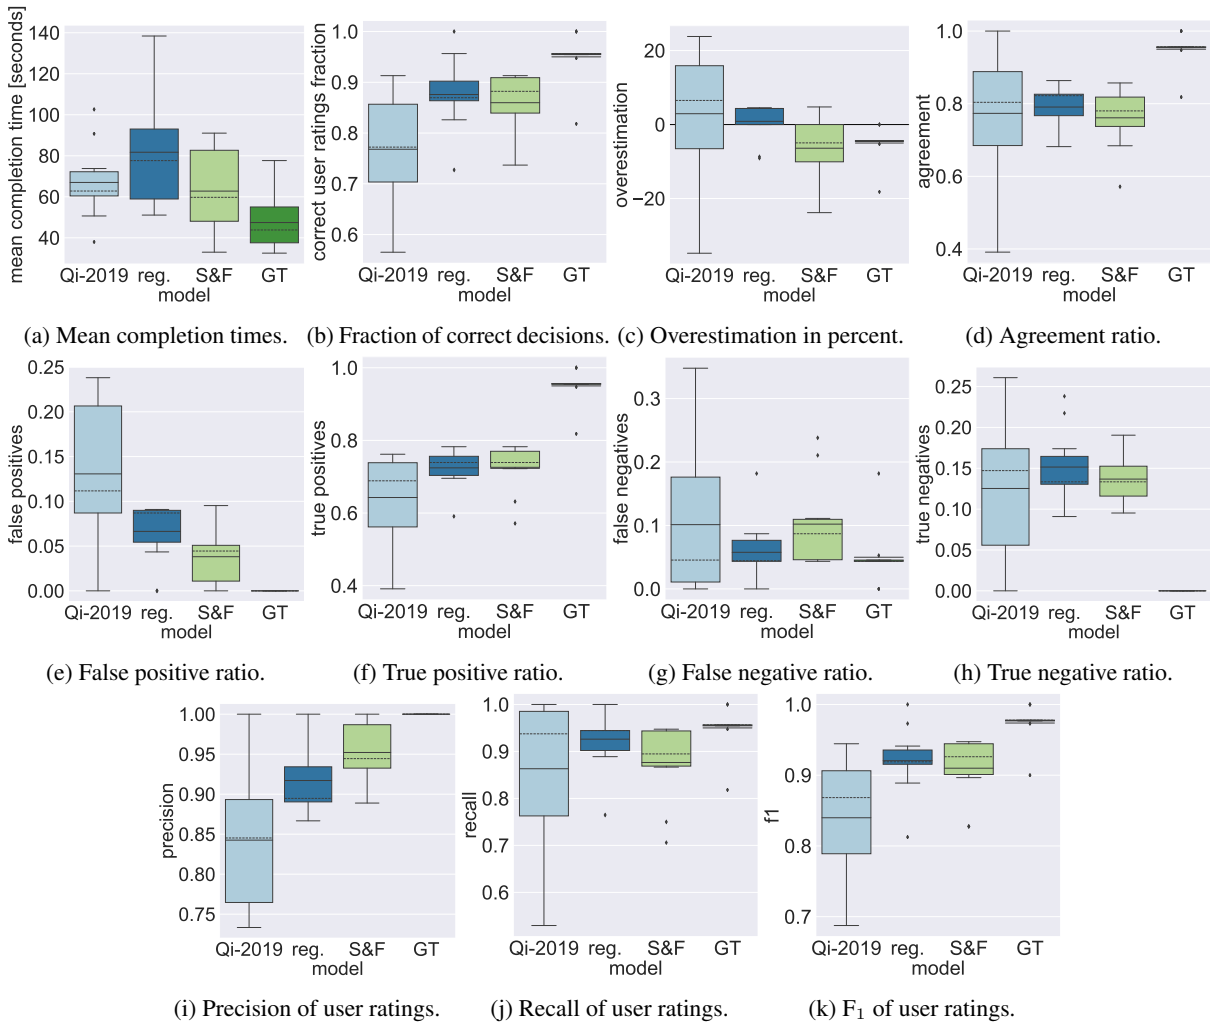 mean completion time [seconds]
140
120
100
80
60
40
Qi-2019 reg. S&F GT
model
(a) Mean completion times.
correct user ratings fraction
1.0
0.9
0.8
0.7
0.6
Qi-2019 reg. S&F GT
model
(b) Fraction of correct decisions.
overestimation
20
0
−20
Qi-2019 reg. S&F GT
model
(c) Overestimation in percent.
agreement
1.0
0.8
0.6
0.4
Qi-2019 reg. S&F GT
model
(d) Agreement ratio.
false positives
0.25
0.20
0.15
0.10
0.05
0.00
Qi-2019 reg. S&F GT
model
(e) False positive ratio.
true positives
1.0
0.8
0.6
0.4
Qi-2019 reg. S&F GT
model
(f) True positive ratio.
false negatives
0.3
0.2
0.1
0.0
Qi-2019 reg. S&F GT
model
(g) False negative ratio.
true negatives
0.25
0.20
0.15
0.10
0.05
0.00
Qi-2019 reg. S&F GT
model
(h) True negative ratio.
precision
1.00
0.95
0.90
0.85
0.80
0.75
Qi-2019 reg. S&F GT
model
(i) Precision of user ratings.
recall
1.0
0.9
0.8
0.7
0.6
Qi-2019 reg. S&F GT
model
(j) Recall of user ratings.
f1
1.0
0.9
0.8
0.7
Qi-2019 reg. S&F GT
model
(k) F₁ of user ratings.